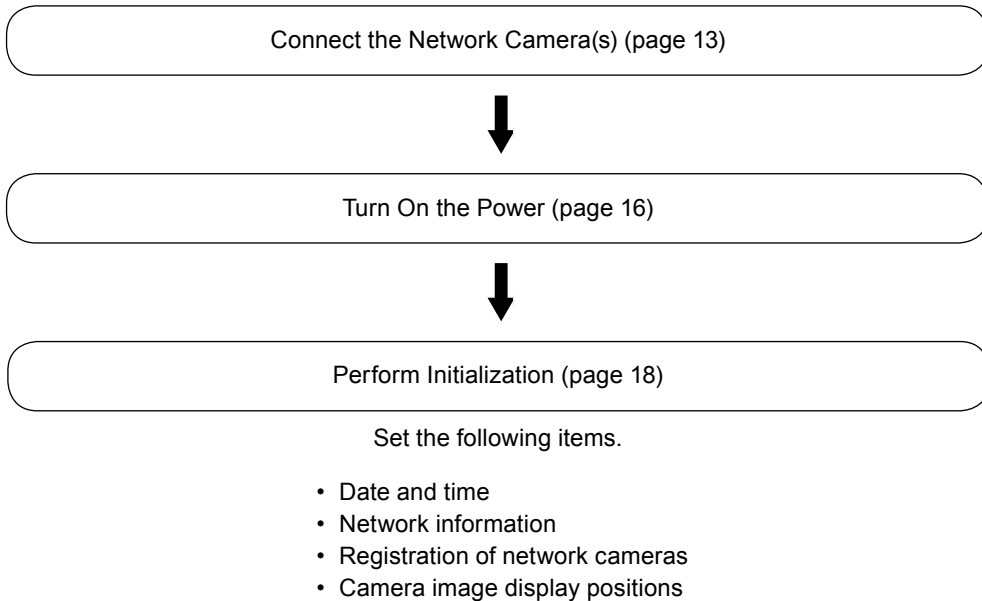 Connect the Network Camera(s) (page 13)
Turn On the Power (page 16)
Perform Initialization (page 18)
Set the following items.
• Date and time
• Network information
• Registration of network cameras
• Camera image display positions